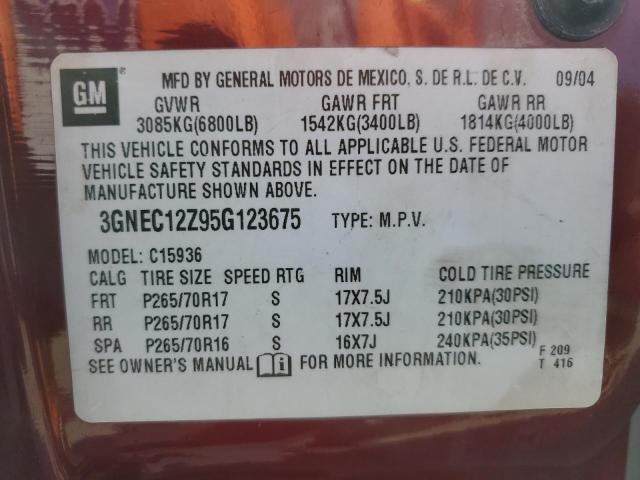 GM
MFD BY GENERAL MOTORS DE MEXICO, S. DE R.L. DE C.V. 09/04
GVWR GAWR FRT GAWR RR
3085KG(6800LB) 1542KG(3400LB) 1814KG(4000LB)
THIS VEHICLE CONFORMS TO ALL APPLICABLE U.S. FEDERAL MOTOR
VEHICLE SAFETY STANDARDS IN EFFECT ON THE DATE OF
MANUFACTURE SHOWN ABOVE.
3GNEC12Z95G123675 TYPE: M.P.V.
MODEL: C15936
CALG TIRE SIZE SPEED RTG RIM COLD TIRE PRESSURE
FRT P265/70R17 S 17X7.5J 210KPA(30PSI)
RR P265/70R17 S 17X7.5J 210KPA(30PSI)
SPA P265/70R16 S 16X7J 240KPA(35PSI)
SEE OWNER'S MANUAL i FOR MORE INFORMATION.
F 209
T 416